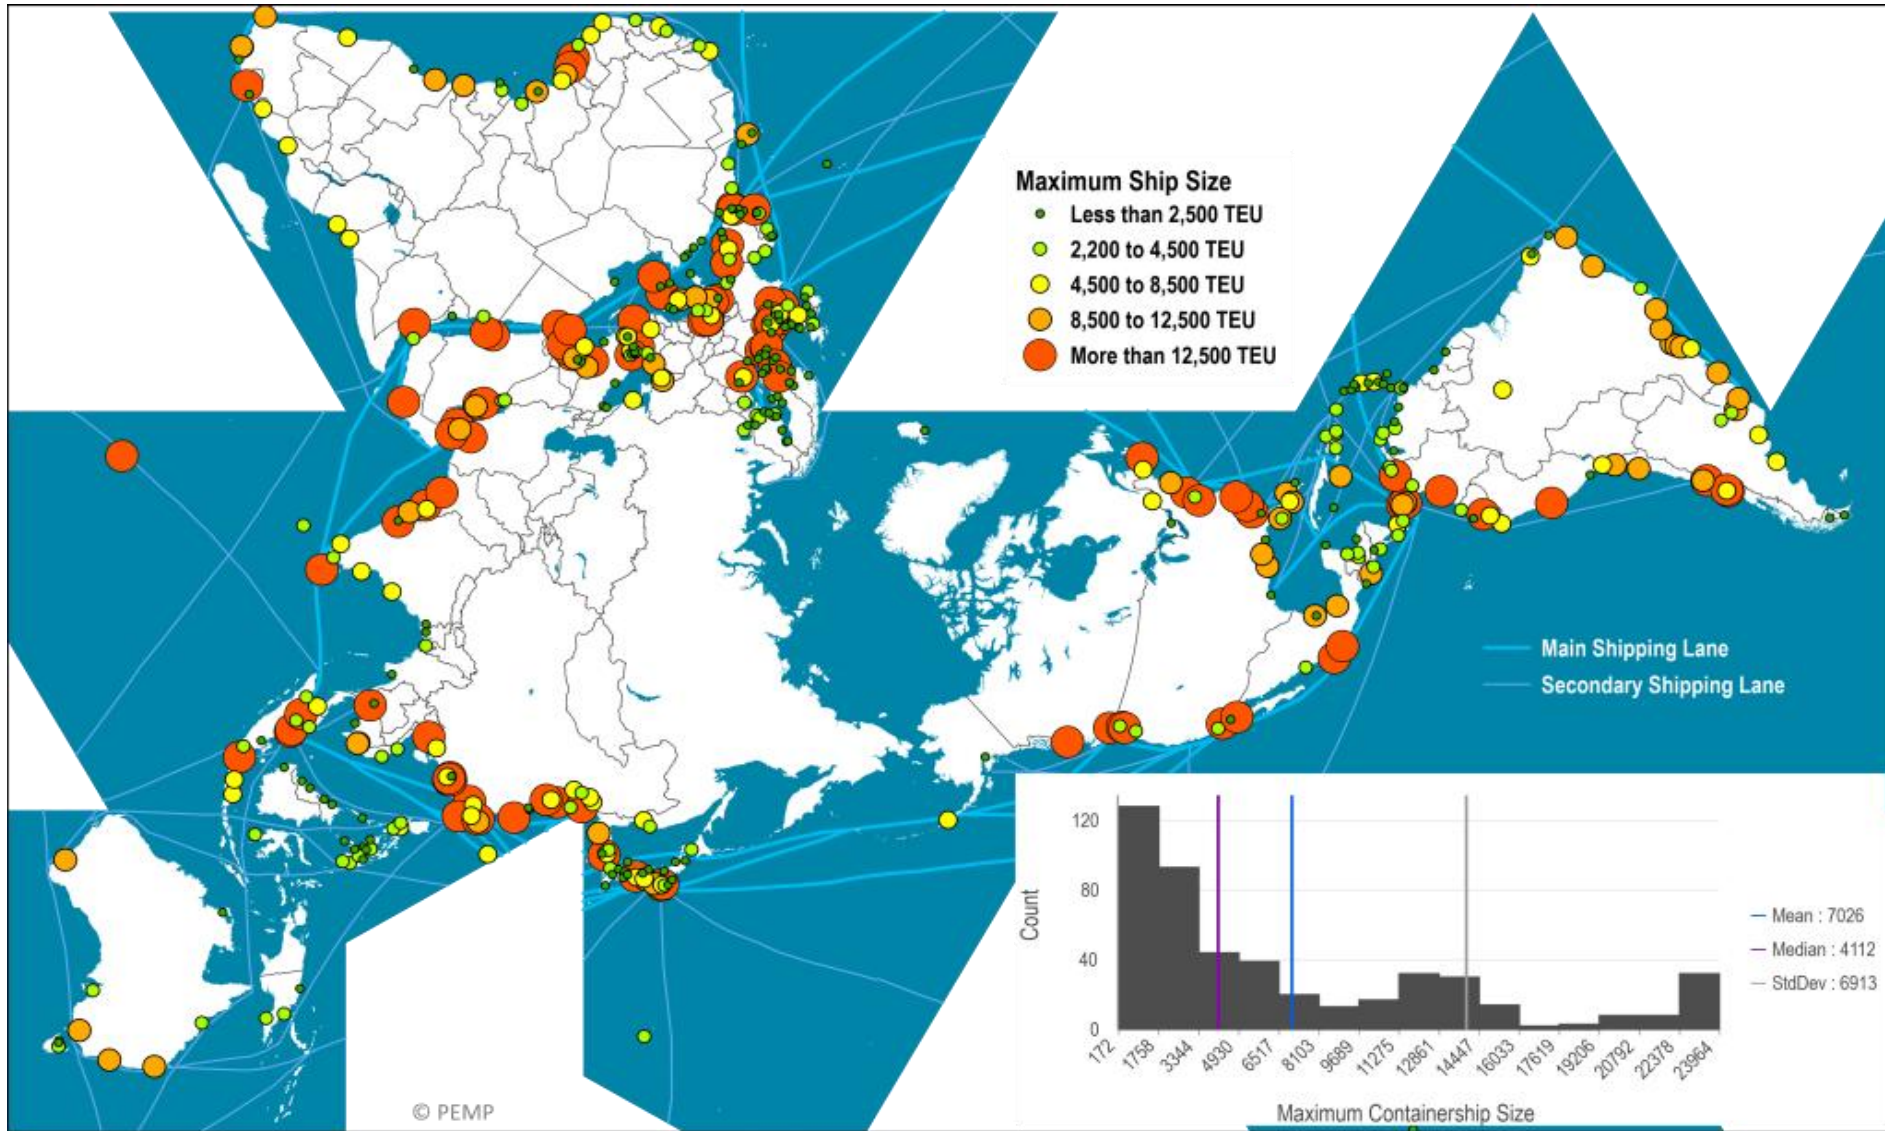 Maximum Ship Size
Less than 2,500 TEU
2,200 to 4,500 TEU
4,500 to 8,500 TEU
8,500 to 12,500 TEU
More than 12,500 TEU
Main Shipping Lane
Secondary Shipping Lane
120
80
40
0
Count
172
1758
3344
4930
6517
8103
9689
11275
12861
14447
16033
17619
19206
20792
22378
23964
Maximum Containership Size
Mean : 7026
Median : 4112
StdDev : 6913
© PEMP